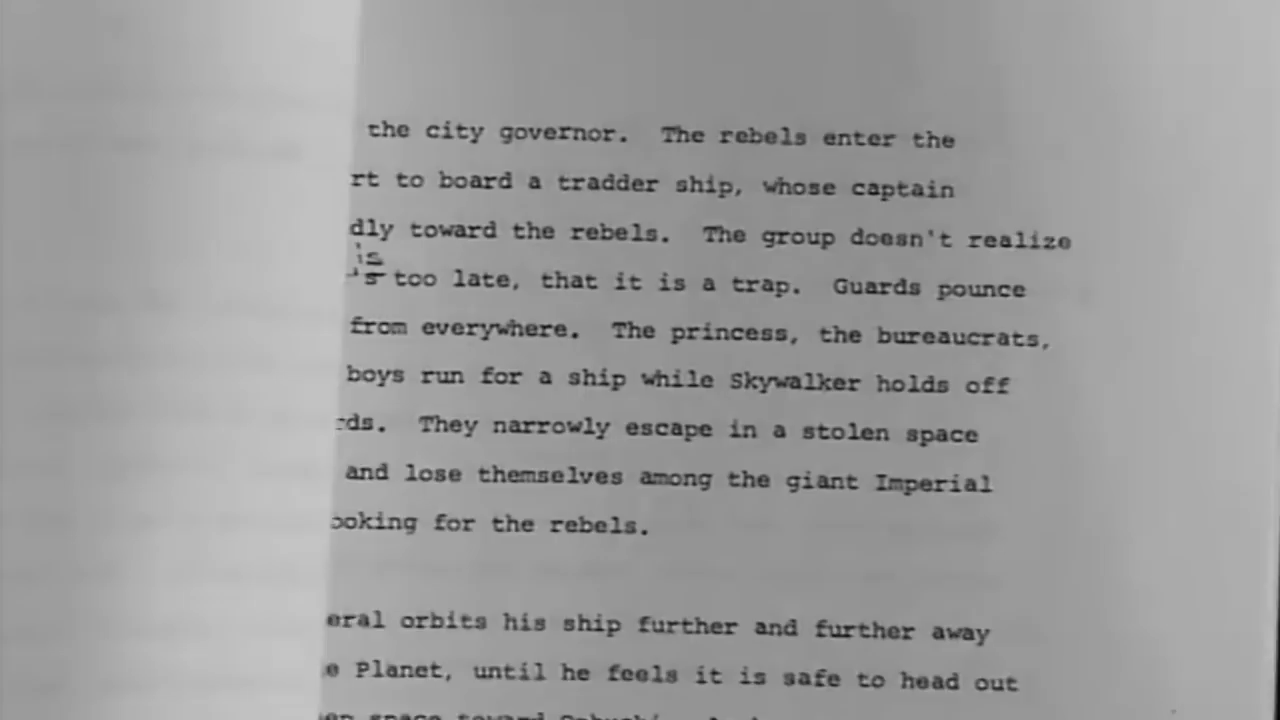 the city governor. The rebels enter the
rt to board a tradder ship, whose captain
dly toward the rebels. The group doesn't realize
is
's too late, that it is a trap. Guards pounce
from everywhere. The princess, the bureaucrats,
boys run for a ship while Skywalker holds off
rds. They narrowly escape in a stolen space
and lose themselves among the giant Imperial
ooking for the rebels.
eral orbits his ship further and further away
e Planet, until he feels it is safe to head out
space toward